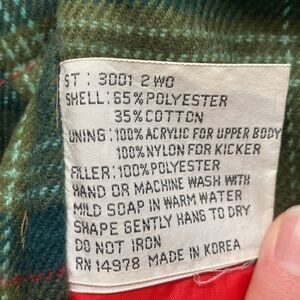 ST : 3001 2 WO
SHELL: 65% POLYESTER
35% COTTON
LINING: 100% ACRYLIC FOR UPPER BODY
100% NYLON FOR KICKER
FILLER: 100% POLYESTER
HAND OR MACHINE WASH WITH
MILD SOAP IN WARM WATER
SHAPE GENTLY HANG TO DRY
DO NOT IRON
RN 14978 MADE IN KOREA